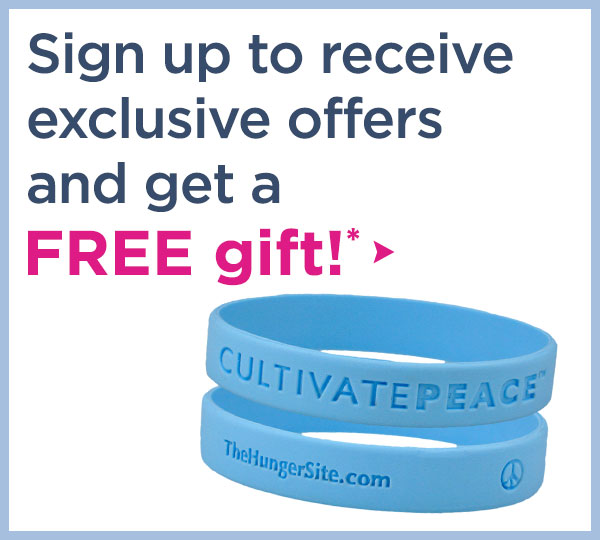 Sign up to receive
exclusive offers
and get a
FREE gift!*
CULTIVATEPEACE™
TheHungerSite.com